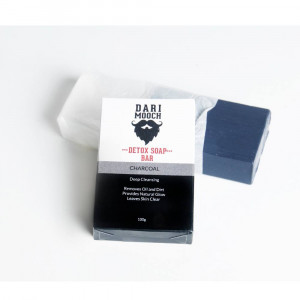 DARI
MOOCH
DETOX SOAP
BAR
CHARCOAL
Deep Cleansing
Removes Oil and Dirt
Provides Natural Glow
Leaves Skin Clear
100g